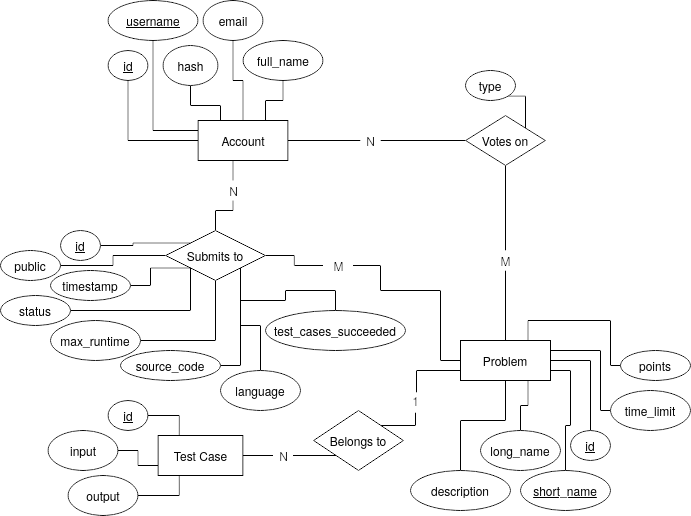 username
email
id
hash
full_name
type
Account
N
Votes on
N
id
public
Submits to
M
M
timestamp
status
test_cases_succeeded
max_runtime
source_code
Problem
points
language
1
time_limit
id
Belongs to
id
input
Test Case
N
long_name
output
description
short_name